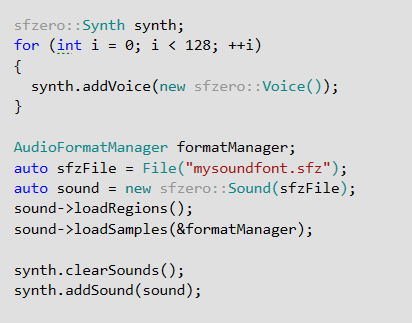 sfzero::Synth synth;
for (int i = 0; i < 128; ++i)
{
  synth.addVoice(new sfzero::Voice());
}

AudioFormatManager formatManager;
auto sfzFile = File("mysoundfont.sfz");
auto sound = new sfzero::Sound(sfzFile);
sound->loadRegions();
sound->loadSamples(&formatManager);

synth.clearSounds();
synth.addSound(sound);